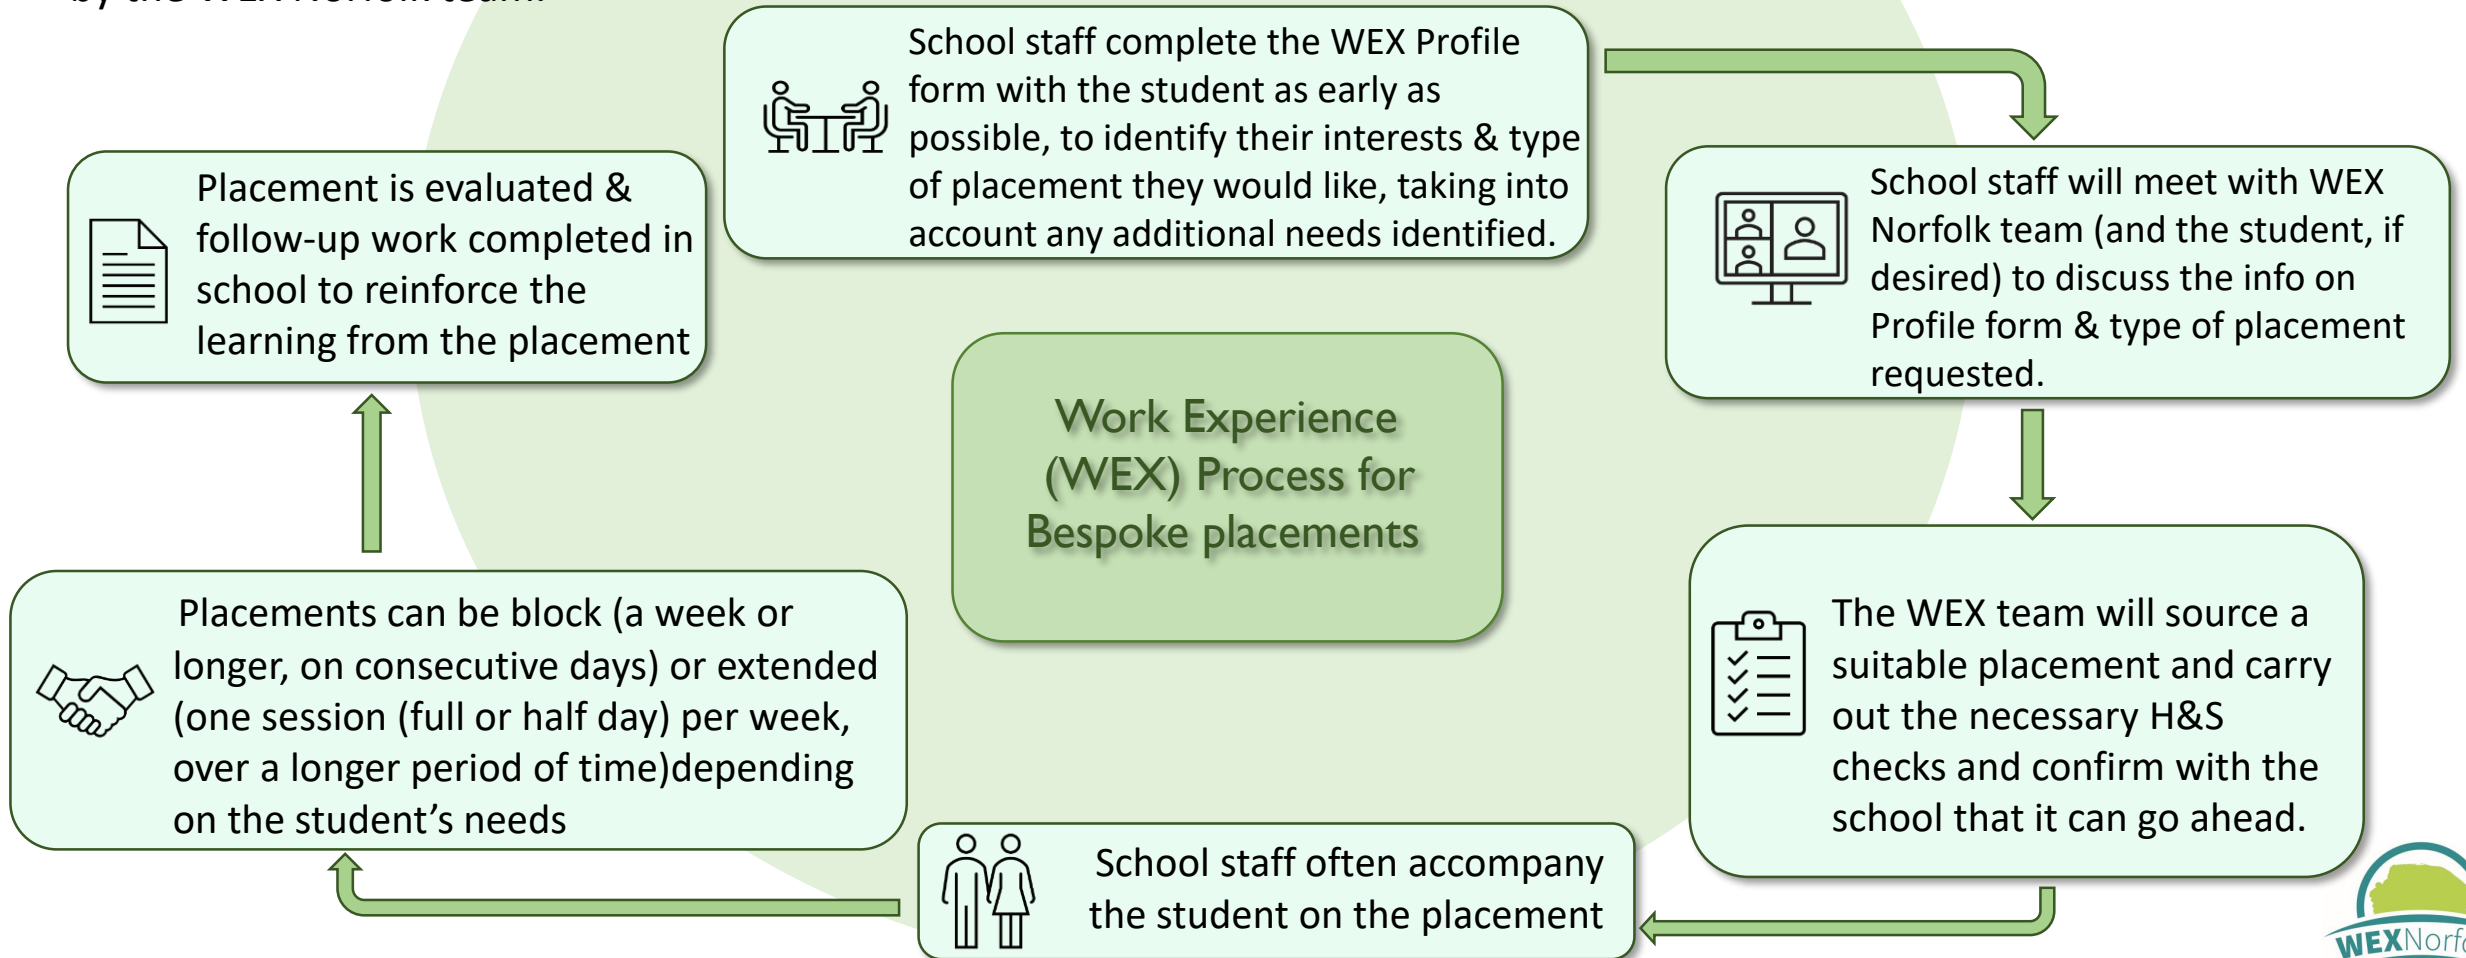 by the WEX Norfolk team.
School staff complete the WEX Profile
form with the student as early as
possible, to identify their interests & type
of placement they would like, taking into
account any additional needs identified.
School staff will meet with WEX
Norfolk team (and the student, if
desired) to discuss the info on
Profile form & type of placement
requested.
The WEX team will source a
suitable placement and carry
out the necessary H&S
checks and confirm with the
school that it can go ahead.
School staff often accompany
the student on the placement
Placements can be block (a week or
longer, on consecutive days) or extended
(one session (full or half day) per week,
over a longer period of time)depending
on the student’s needs
Placement is evaluated &
follow-up work completed in
school to reinforce the
learning from the placement
Work Experience
(WEX) Process for
Bespoke placements
WEXNorfo